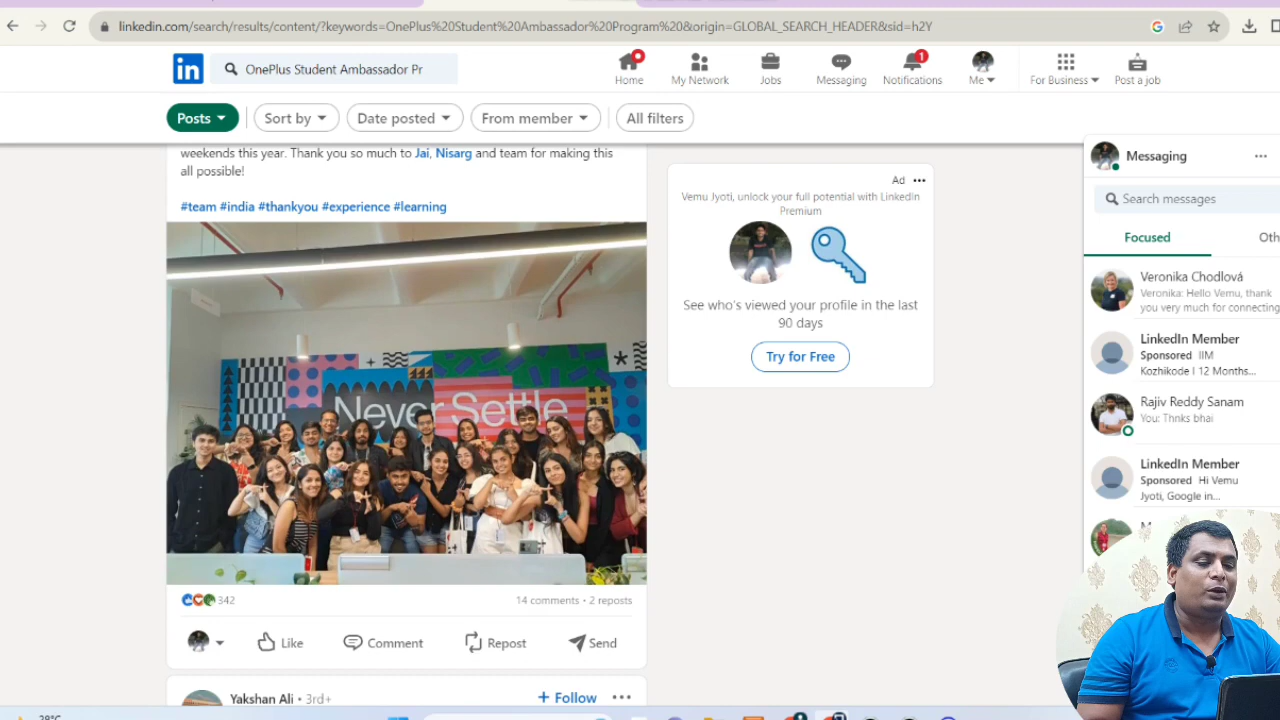 linkedin.com/search/results/content/?keywords=OnePlus%20Student%20Ambassador%20Program%20&origin=GLOBAL_SEARCH_HEADER&sid=h2Y
in
OnePlus Student Ambassador Pr
Home
My Network
Jobs
Messaging
1
Notifications
Me
For Business
Post a job
Posts
Sort by
Date posted
From member
All filters
weekends this year. Thank you so much to Jai, Nisarg and team for making this
all possible!
#team #india #thankyou #experience #learning
Never Settle
342
14 comments • 2 reposts
Like
Comment
Repost
Send
Yakshan Ali • 3rd+
+ Follow
Ad
Vemu Jyoti, unlock your full potential with LinkedIn
Premium
See who's viewed your profile in the last
90 days
Try for Free
Messaging
Search messages
Focused
Oth
Veronika Chodlová
Veronika: Hello Vemu, thank
you very much for connecting
LinkedIn Member
Sponsored IIM
Kozhikode I 12 Months...
Rajiv Reddy Sanam
You: Thnks bhai
LinkedIn Member
Sponsored Hi Vemu
Jyoti, Google in...